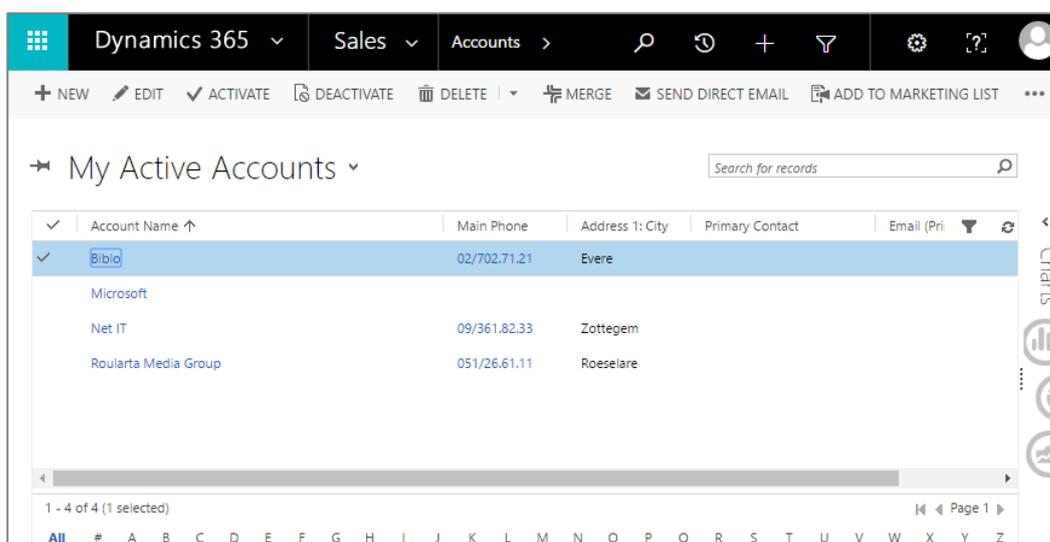 Dynamics 365 Sales Accounts
NEW EDIT ACTIVATE DEACTIVATE DELETE MERGE SEND DIRECT EMAIL ADD TO MARKETING LIST ...
My Active Accounts
Search for records
Account Name ↑ Main Phone Address 1: City Primary Contact Email (Pri
Biblo 02/702.71.21 Evere
Microsoft
Net IT 09/361.82.33 Zottegem
Roularta Media Group 051/26.61.11 Roeselare
Charts
1 - 4 of 4 (1 selected) Page 1
All # A B C D E F G H I J K L M N O P Q R S T U V W X Y Z